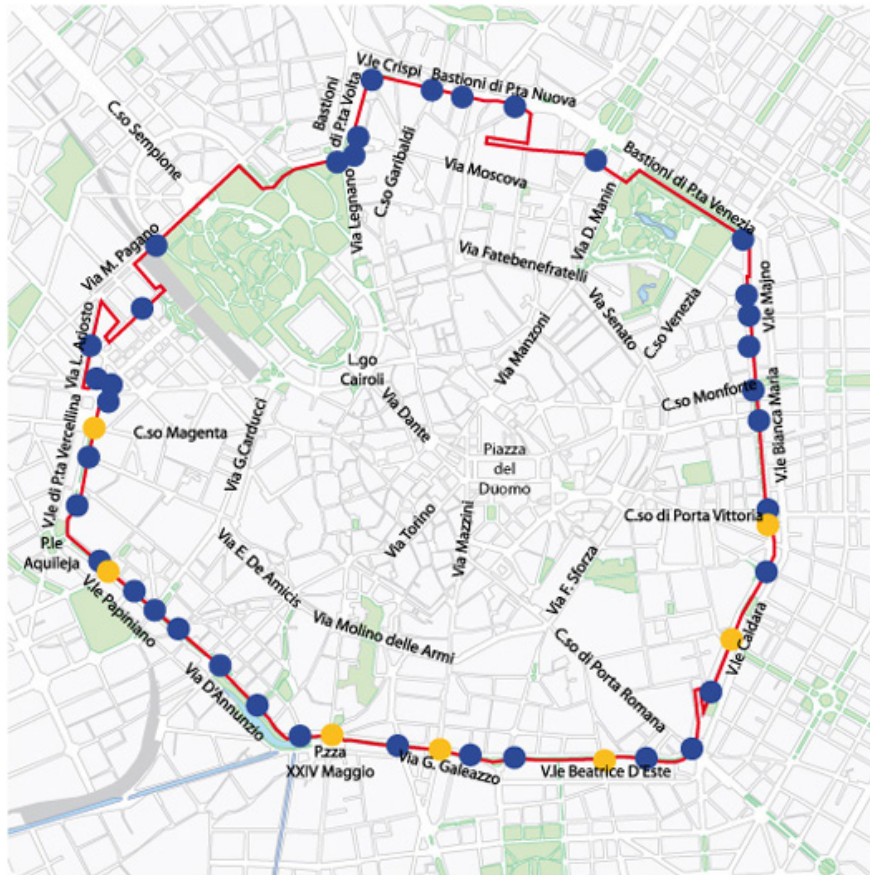 V.le Crispi
Bastioni di P.ta Nuova
Bastioni
di P.ta Volta
C.so Sempione
C.so Garibaldi
Via Moscova
Bastioni di P.ta Venezia
Via Legnano
Via D. Manin
Via M. Pagano
Via Fatebenefratelli
V.le Majno
Via Senato
C.so Venezia
Via L. Ariosto
Via Manzoni
L.go
Cairoli
C.so Monforte
V.le Bianca Maria
Via Dante
V.le di P.ta Vercellina
C.so Magenta
Via G.Carducci
Piazza
del
Duomo
C.so di Porta Vittoria
Via Torino
Via Mazzini
P.le
Aquileja
Via E. De Amicis
Via F. Sforza
V.le Papiniano
Via Molino delle Armi
V.le Caldara
C.so di Porta Romana
Via D'Annunzio
P.zza
XXIV Maggio
Via G. Galeazzo
V.le Beatrice D'Este